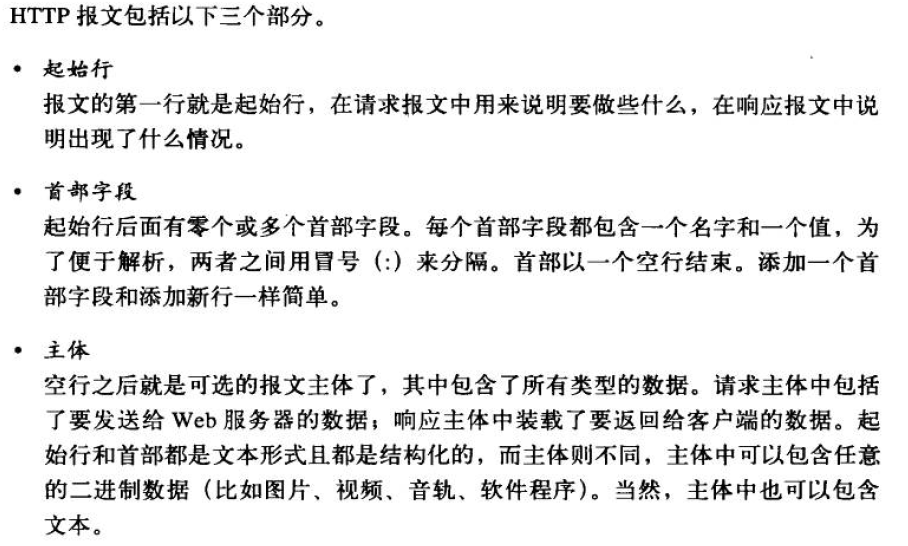 HTTP 报文包括以下三个部分。
• 起始行
报文的第一行就是起始行，在请求报文中用来说明要做些什么，在响应报文中说
明出现了什么情况。
• 首部字段
起始行后面有零个或多个首部字段。每个首部字段都包含一个名字和一个值，为
了便于解析，两者之间用冒号（:）来分隔。首部以一个空行结束。添加一个首
部字段和添加新行一样简单。
• 主体
空行之后就是可选的报文主体了，其中包含了所有类型的数据。请求主体中包括
了要发送给 Web 服务器的数据；响应主体中装载了要返回给客户端的数据。起
始行和首部都是文本形式且都是结构化的，而主体则不同，主体中可以包含任意
的二进制数据（比如图片、视频、音轨、软件程序）。当然，主体中也可以包含
文本。